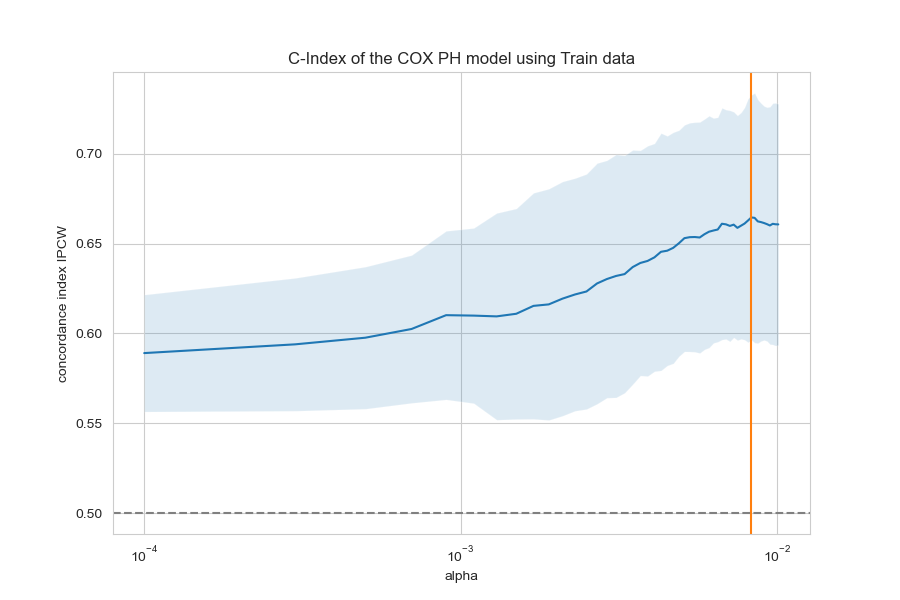 C-Index of the COX PH model using Train data
concordance index IPCW
0.70
0.65
0.60
0.55
0.50
10⁻⁴ 10⁻³ 10⁻²
alpha